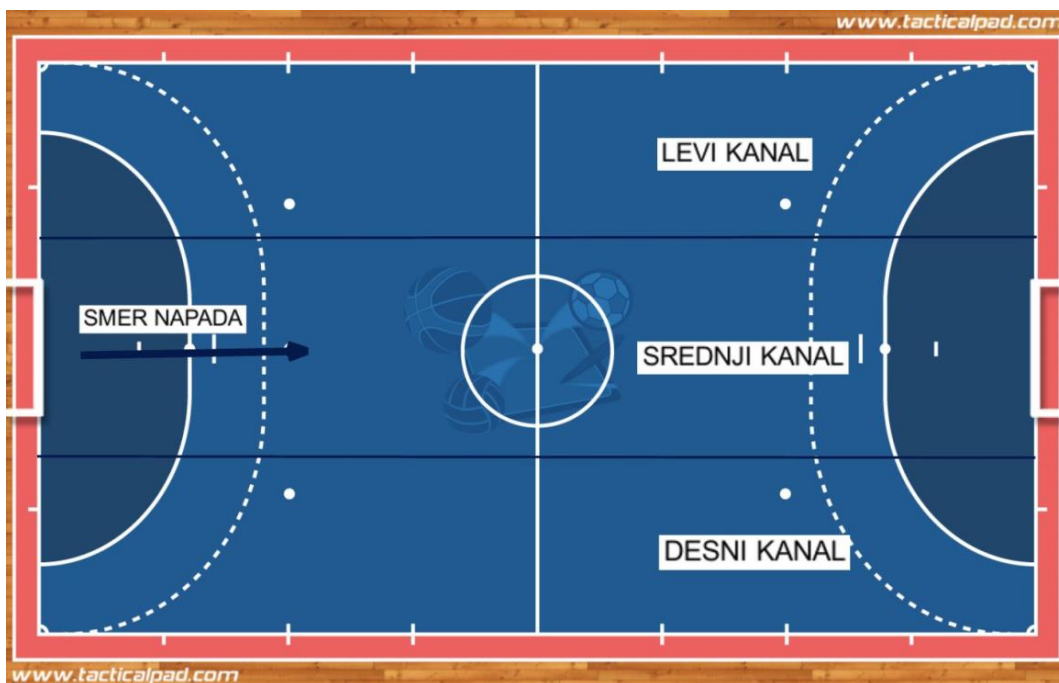 www.tacticalpad.com
LEVI KANAL
SMER NAPADA
SREDNJI KANAL
DESNI KANAL
www.tacticalpad.com